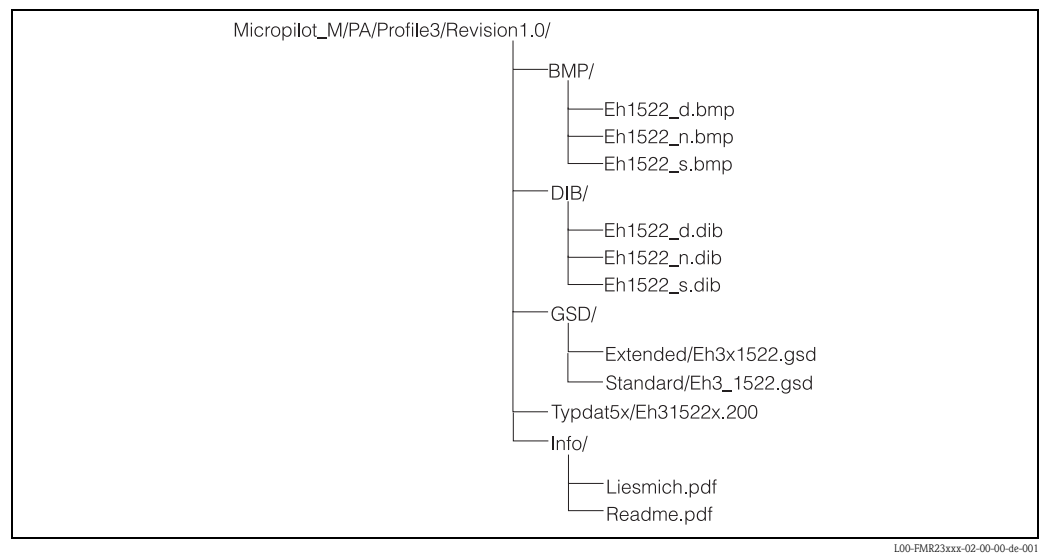 Micropilot_M/PA/Profile3/Revision1.0/
BMP/
Eh1522_d.bmp
Eh1522_n.bmp
Eh1522_s.bmp
DIB/
Eh1522_d.dib
Eh1522_n.dib
Eh1522_s.dib
GSD/
Extended/Eh3x1522.gsd
Standard/Eh3_1522.gsd
Typdat5x/Eh31522x.200
Info/
Liesmich.pdf
Readme.pdf
L00-FMR23xxx-02-00-00-de-001